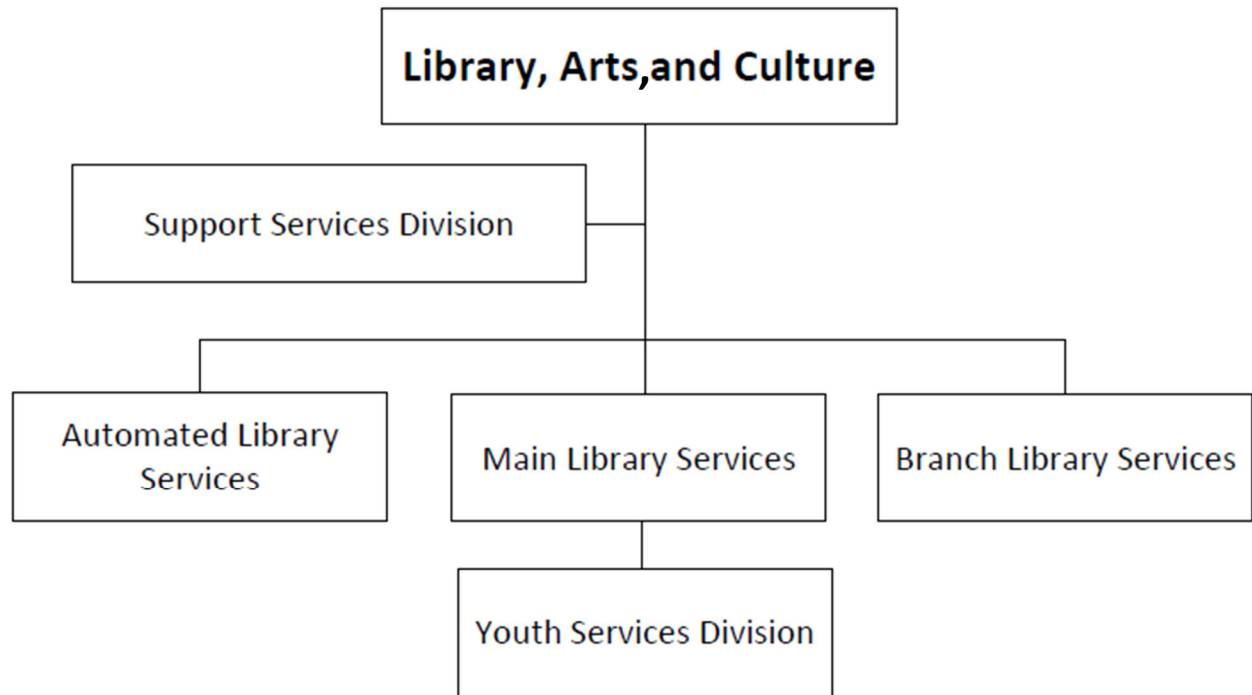 Library, Arts,and Culture
Support Services Division
Automated Library
Services
Main Library Services
Branch Library Services
Youth Services Division